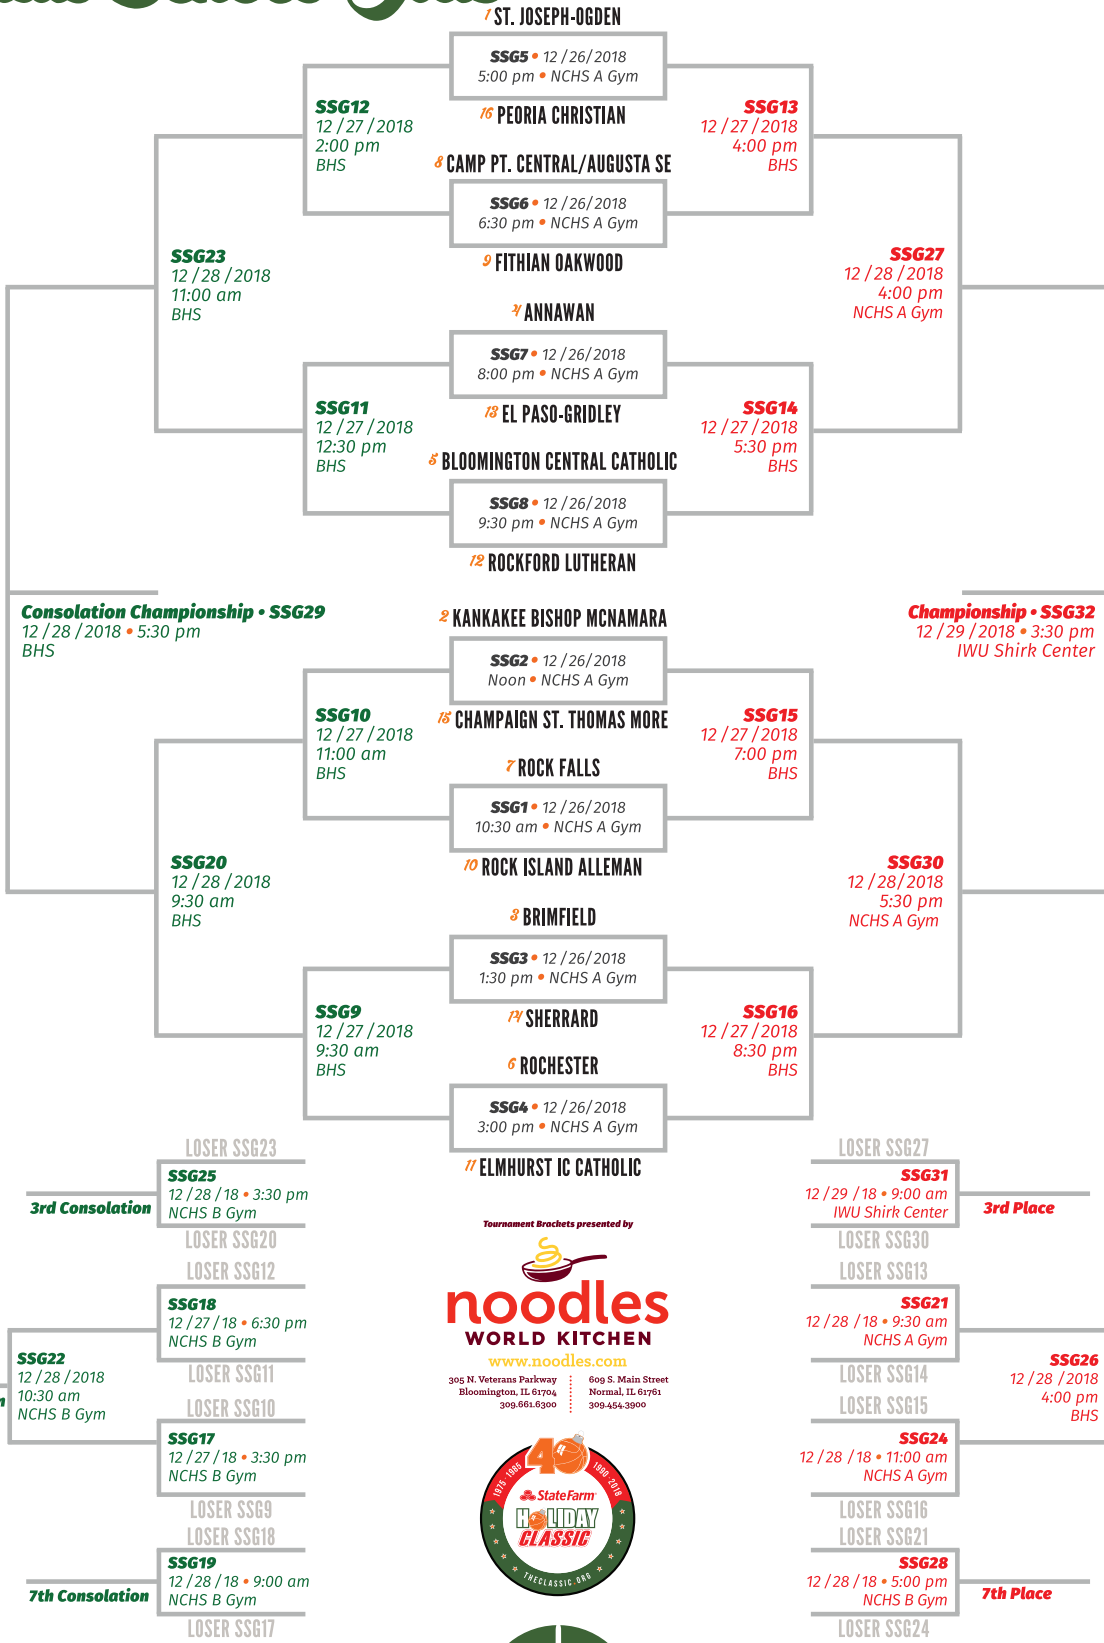 1 ST. JOSEPH-OGDEN
SSG5 • 12/26/2018
5:00 pm • NCHS A Gym
16 PEORIA CHRISTIAN
8 CAMP PT. CENTRAL/AUGUSTA SE
SSG6 • 12/26/2018
6:30 pm • NCHS A Gym
9 FITHIAN OAKWOOD
4 ANNAWAN
SSG7 • 12/26/2018
8:00 pm • NCHS A Gym
13 EL PASO-GRIDLEY
5 BLOOMINGTON CENTRAL CATHOLIC
SSG8 • 12/26/2018
9:30 pm • NCHS A Gym
12 ROCKFORD LUTHERAN
2 KANKAKEE BISHOP MCNAMARA
SSG2 • 12/26/2018
Noon • NCHS A Gym
15 CHAMPAIGN ST. THOMAS MORE
7 ROCK FALLS
SSG1 • 12/26/2018
10:30 am • NCHS A Gym
10 ROCK ISLAND ALLEMAN
3 BRIMFIELD
SSG3 • 12/26/2018
1:30 pm • NCHS A Gym
14 SHERRARD
6 ROCHESTER
SSG4 • 12/26/2018
3:00 pm • NCHS A Gym
11 ELMHURST IC CATHOLIC
SSG12
12/27/2018
2:00 pm
BHS
SSG23
12/28/2018
11:00 am
BHS
SSG11
12/27/2018
12:30 pm
BHS
Consolation Championship • SSG29
12/28/2018 • 5:30 pm
BHS
SSG10
12/27/2018
11:00 am
BHS
SSG20
12/28/2018
9:30 am
BHS
SSG9
12/27/2018
9:30 am
BHS
SSG13
12/27/2018
4:00 pm
BHS
SSG27
12/28/2018
4:00 pm
NCHS A Gym
SSG14
12/27/2018
5:30 pm
BHS
Championship • SSG32
12/29/2018 • 3:30 pm
IWU Shirk Center
SSG15
12/27/2018
7:00 pm
BHS
SSG30
12/28/2018
5:30 pm
NCHS A Gym
SSG16
12/27/2018
8:30 pm
BHS
LOSER SSG23
SSG25
12/28/18 • 3:30 pm
NCHS B Gym
3rd Consolation
LOSER SSG20
LOSER SSG12
SSG18
12/27/18 • 6:30 pm
NCHS B Gym
LOSER SSG11
SSG22
12/28/2018
10:30 am
NCHS B Gym
LOSER SSG10
SSG17
12/27/18 • 3:30 pm
NCHS B Gym
LOSER SSG9
LOSER SSG18
SSG19
12/28/18 • 9:00 am
NCHS B Gym
7th Consolation
LOSER SSG17
Tournament Brackets presented by
noodles
WORLD KITCHEN
www.noodles.com
305 N. Veterans Parkway
Bloomington, IL 61704
309.661.6300
609 S. Main Street
Normal, IL 61761
309.454.3900
40
1975-1985
1990-2018
State Farm
HOLIDAY
CLASSIC
THECLASSIC.ORG
LOSER SSG27
SSG31
12/29/18 • 9:00 am
IWU Shirk Center
3rd Place
LOSER SSG30
LOSER SSG13
SSG21
12/28/18 • 9:30 am
NCHS A Gym
LOSER SSG14
SSG26
12/28/2018
4:00 pm
BHS
LOSER SSG15
SSG24
12/28/18 • 11:00 am
NCHS A Gym
LOSER SSG16
LOSER SSG21
SSG28
12/28/18 • 5:00 pm
NCHS B Gym
7th Place
LOSER SSG24